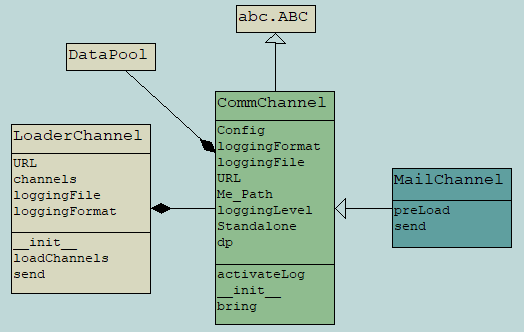 abc.ABC
DataPool
CommChannel
Config
loggingFormat
loggingFile
URL
Me_Path
loggingLevel
Standalone
dp
activateLog
__init__
bring
LoaderChannel
URL
channels
loggingFile
loggingFormat
__init__
loadChannels
send
MailChannel
preLoad
send